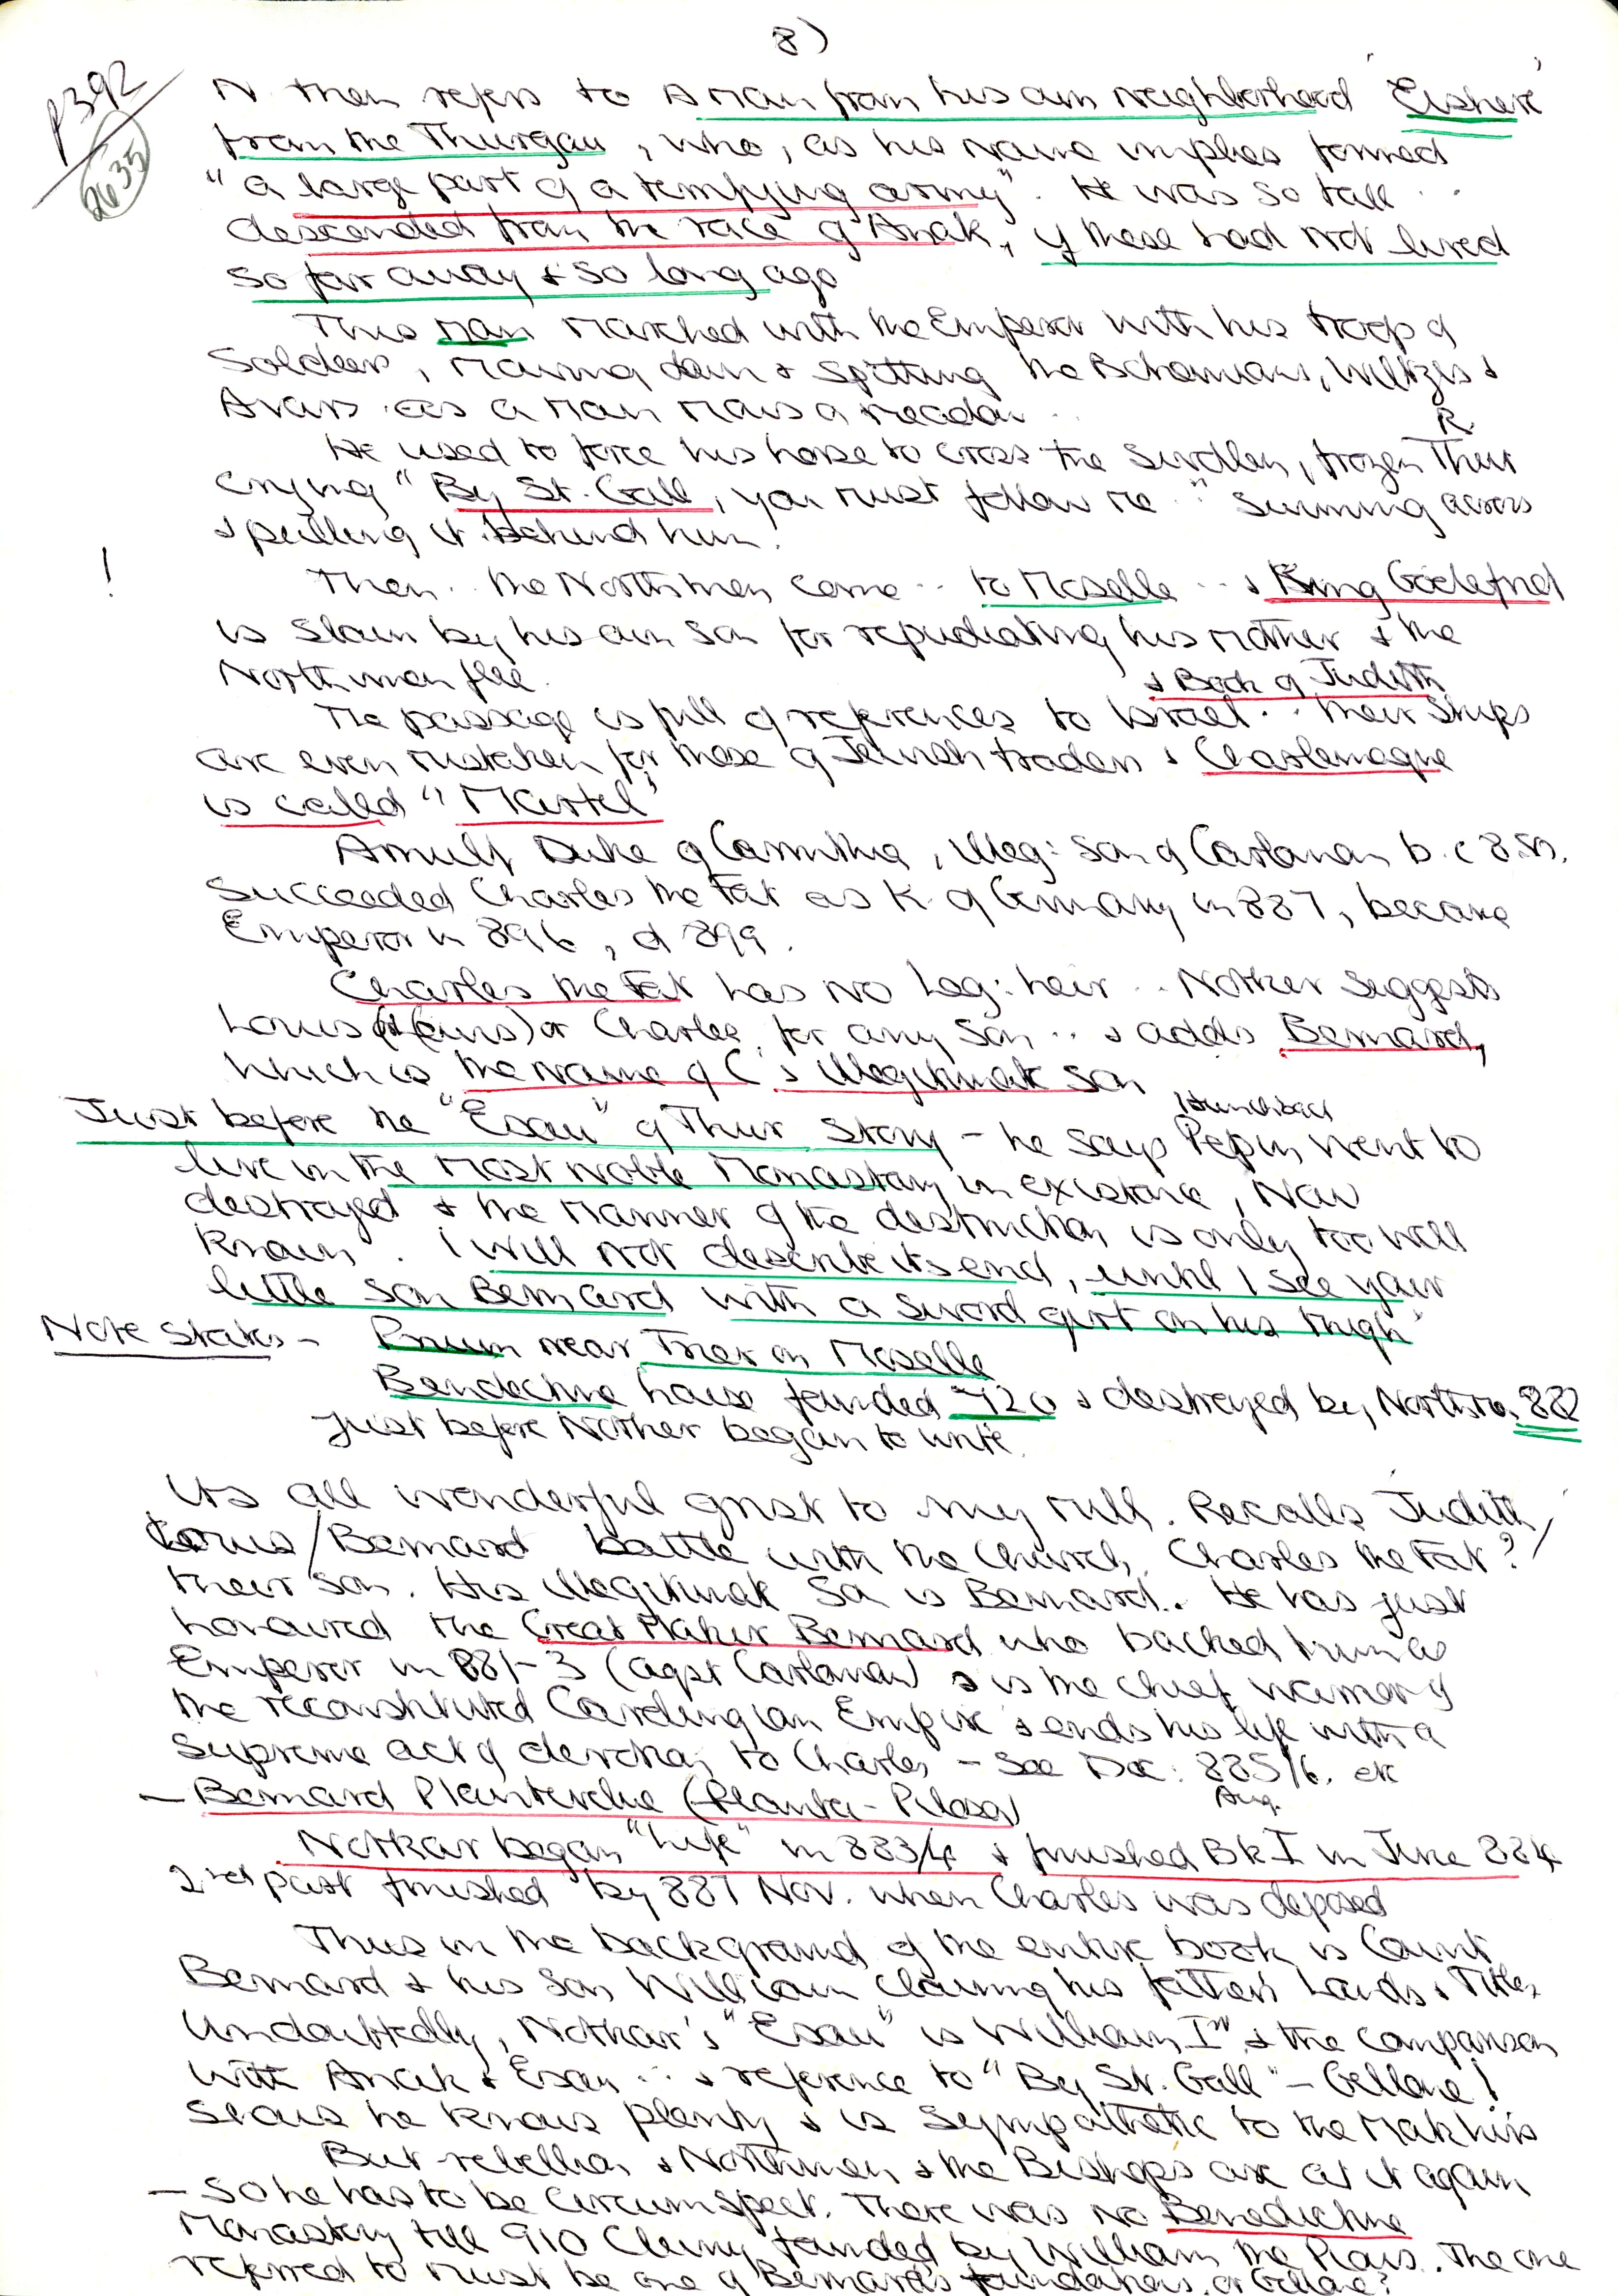 8)
p392
2635
N then refers to a man from his own neighborhood 'Eishere'
from the Thurgau, who, as his name implies formed
"a large part of a terrifying army". He was so tall ..
descended from the race of Anak, if these had not lived
so far away & so long ago
This man marched with the Emperor with his troop of
soldiers, mowing down & spitting the Bohemians, Wiltzes &
Avars as a man mows a meadow ..
He used to force his horse to cross the swollen, frozen R. Thur
crying "By St. Gall, you must follow me." Swimming across
& pulling it behind him.
!
Then .. the Northmen come .. to Moselle .. & King Godefrid
is slain by his own son for repudiating his mother & the
Northmen flee.
& Book of Judith
The passage is full of references to Israel .. their ships
are even mistaken for those of Jewish traders & Charlemagne
is called "Martel"
Arnulf Duke of Carinthia, illeg: son of Carloman b. c 850.
Succeeded Charles the Fat as K. of Germany in 887, became
Emperor in 896, d 899.
Charles the Fat has no leg: heir .. Notker suggests
Louis or Charles for any son .. & adds Bernard,
which is the name of C's illegitimate son
Just before the "Esau" of Thur story – he says Hunchback Pepin went to
live in the most noble monastery in existence, now
destroyed & the manner of the destruction is only too well
known. I will not describe its end, until I see your
little son Bernard with a sword girt on his thigh
Note states – Prum near Trier on Moselle
Bendectine house founded 720 & destroyed by Northm. 882
just before Notker began to write.
Its all wonderful grist to my mill. Recalls Judith/
Louis/Bernard battle with the Church. Charles the Fat?
their son. His illegitimate son is Bernard. He has just
honoured the Great Makir Bernard who backed him as
Emperor in 881-3 (agst Carloman) & is the chief warrior of
the reconstituted Carolingian Empire & ends his life with a
supreme act of devotion to Charles – see Doc: 885/6. etc
Aug.
— Bernard Plantevelue (Planta-Pilosa)
Notkar began "Life" in 883/4 & finished Bk I in June 884
2nd part finished by 887 Nov. when Charles was deposed
Thus in the background of the entire book is Count
Bernard & his son William claiming his father's Lands & Titles
Undoubtedly, Notkar's "Esau" is William Ist & the comparison
with Anak & Esau .. & reference to "By St. Gall" – Gellone!
shows he knows plenty & is sympathetic to the Makhirs
But rebellion & Northmen & the Bishops are at it again
— So he has to be circumspect. There was no Benedictine
Monastery till 910 Cluny founded by William the Pious. The one
referred to must be one of Bernard's foundations. or Gellone?